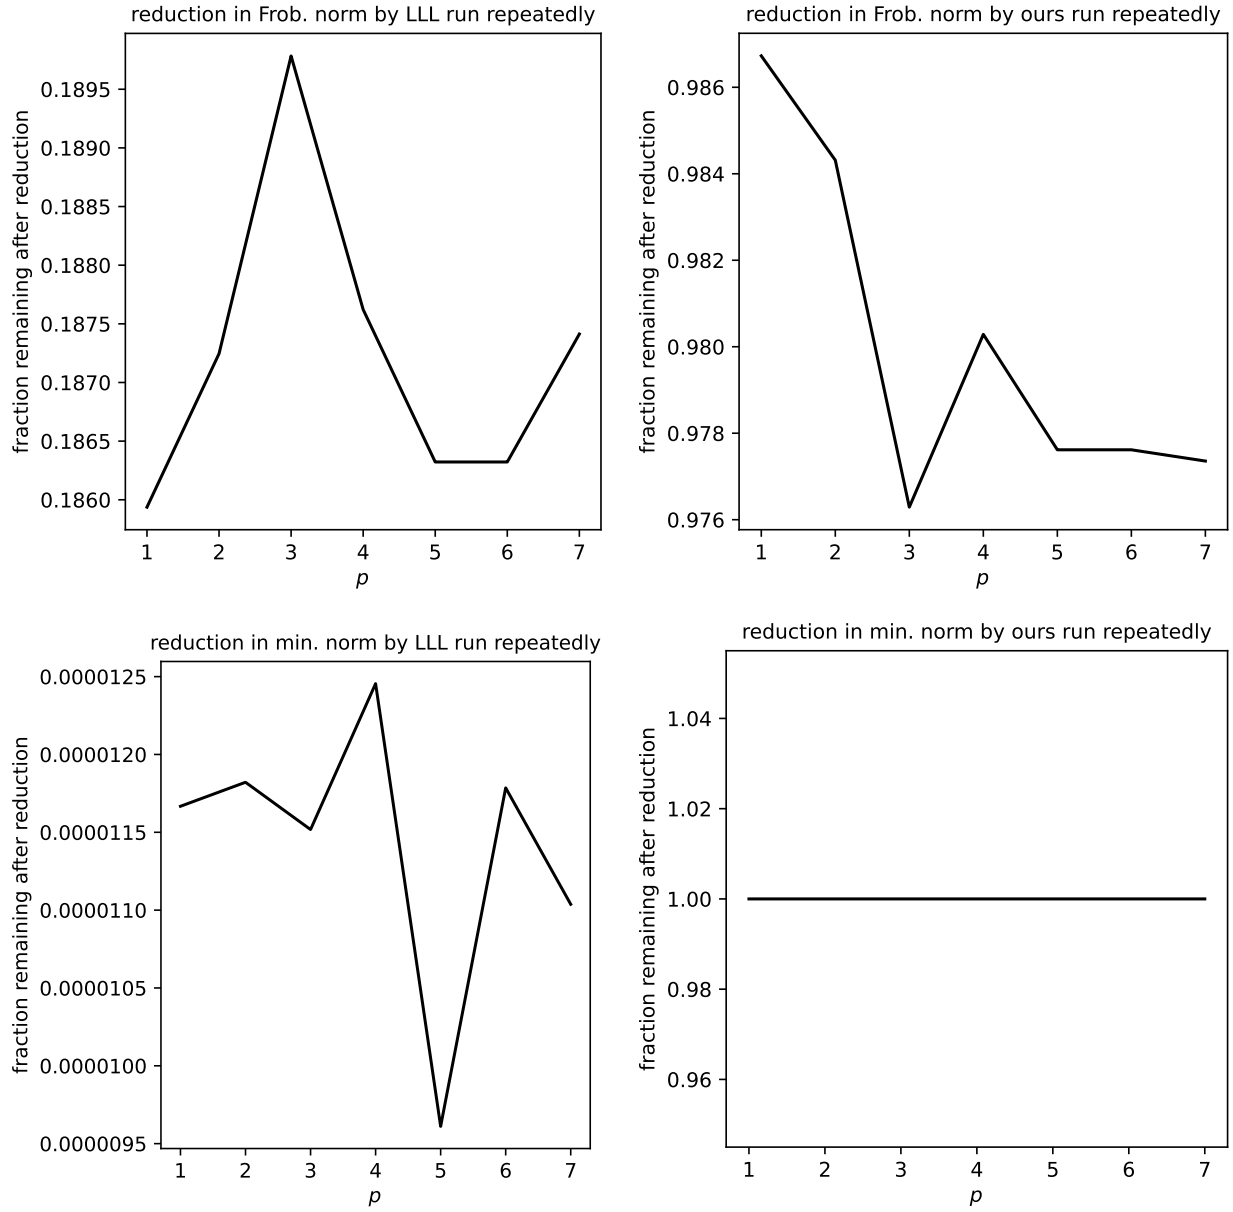 reduction in Frob. norm by LLL run repeatedly
fraction remaining after reduction
0.1895
0.1890
0.1885
0.1880
0.1875
0.1870
0.1865
0.1860
1 2 3 4 5 6 7
p
reduction in Frob. norm by ours run repeatedly
fraction remaining after reduction
0.986
0.984
0.982
0.980
0.978
0.976
1 2 3 4 5 6 7
p
reduction in min. norm by LLL run repeatedly
fraction remaining after reduction
0.0000125
0.0000120
0.0000115
0.0000110
0.0000105
0.0000100
0.0000095
1 2 3 4 5 6 7
p
reduction in min. norm by ours run repeatedly
fraction remaining after reduction
1.04
1.02
1.00
0.98
0.96
1 2 3 4 5 6 7
p